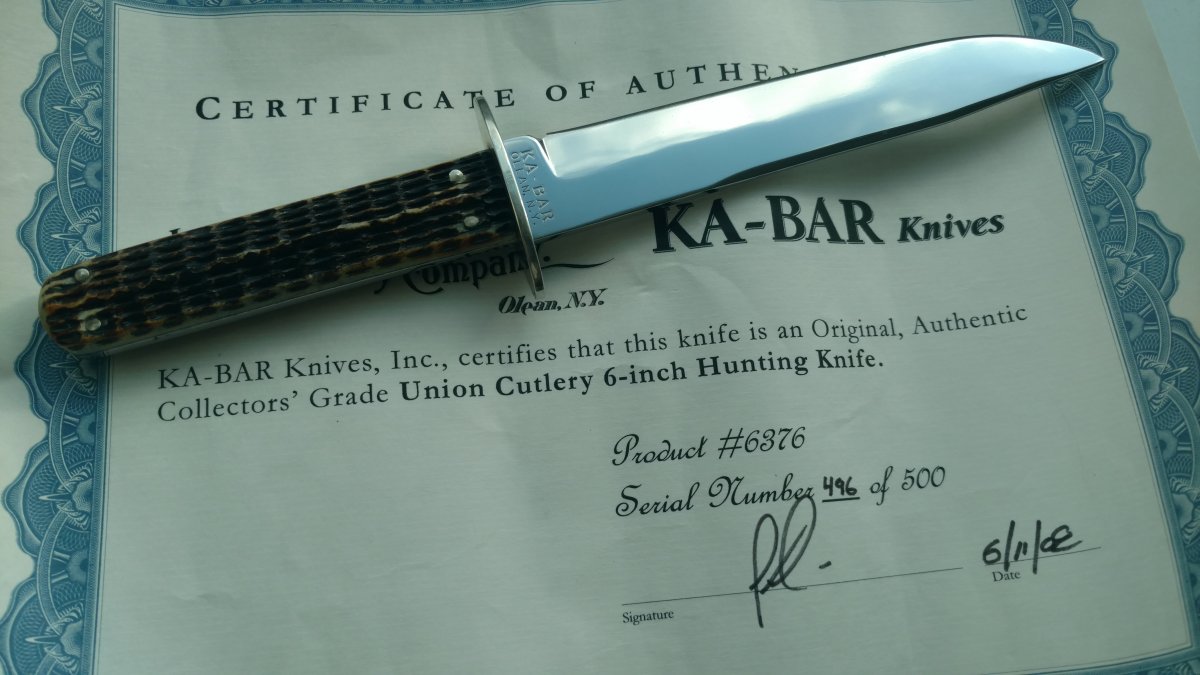 CERTIFICATE OF AUTHEN
KA-BAR
OLEAN, N.Y.
KA-BAR Knives
Company
Olean, N.Y.
KA-BAR Knives, Inc., certifies that this knife is an Original, Authentic
Collectors' Grade Union Cutlery 6-inch Hunting Knife.
Product #6376
Serial Number 496 of 500
6/11/02
Signature
Date